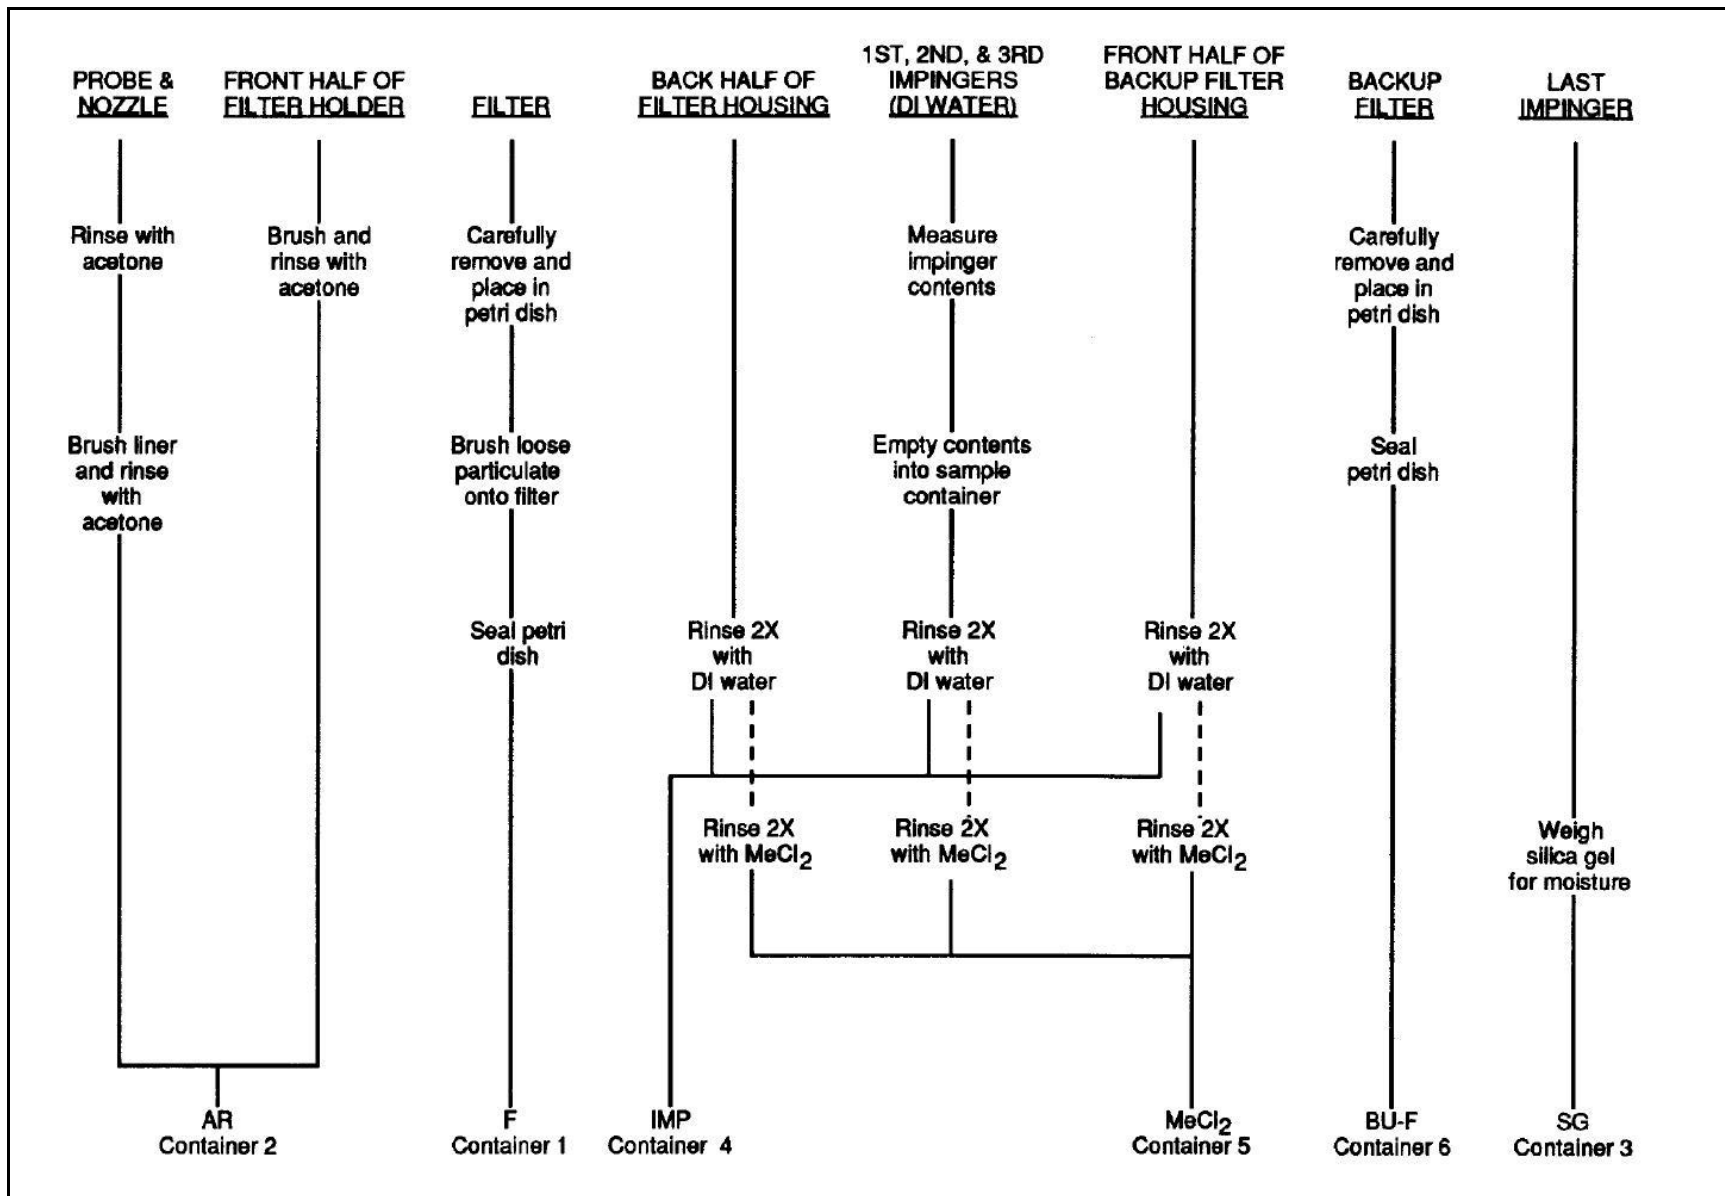 PROBE &
NOZZLE
FRONT HALF OF
FILTER HOLDER
FILTER
BACK HALF OF
FILTER HOUSING
1ST, 2ND, & 3RD
IMPINGERS
(DI WATER)
FRONT HALF OF
BACKUP FILTER
HOUSING
BACKUP
FILTER
LAST
IMPINGER
Rinse with
acetone
Brush and
rinse with
acetone
Carefully
remove and
place in
petri dish
Measure
impinger
contents
Carefully
remove and
place in
petri dish
Brush liner
and rinse
with
acetone
Brush loose
particulate
onto filter
Empty contents
into sample
container
Seal
petri dish
Seal petri
dish
Rinse 2X
with
DI water
Rinse 2X
with
DI water
Rinse 2X
with
DI water
Rinse 2X
with MeCl2
Rinse 2X
with MeCl2
Rinse 2X
with MeCl2
Weigh
silica gel
for moisture
AR
Container 2
F
Container 1
IMP
Container 4
MeCl2
Container 5
BU-F
Container 6
SG
Container 3